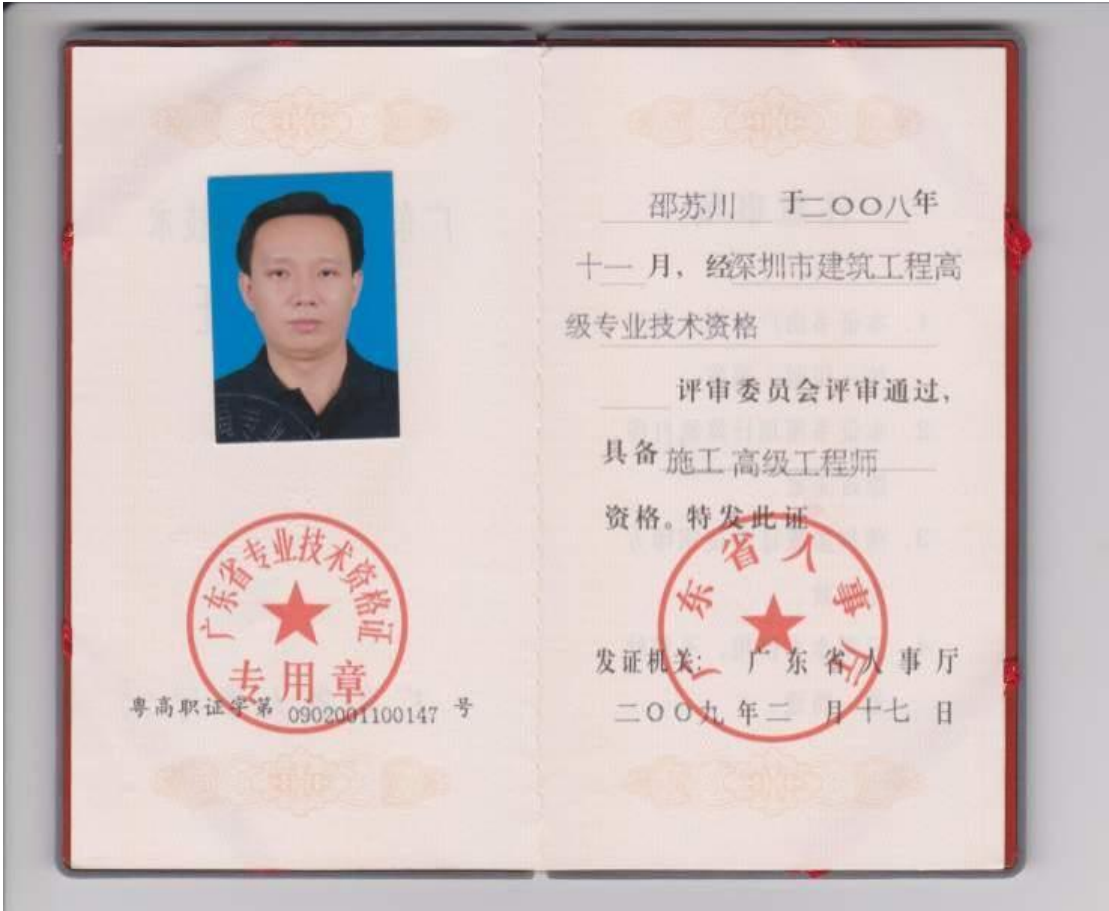 广东省专业技术资格证
专用章
粤高职证字第 0902001100147 号
邵苏川 于二〇〇八年
十一月，经深圳市建筑工程高
级专业技术资格
评审委员会评审通过，
具备 施工 高级工程师
资格。特发此证
广东省人事厅
发证机关: 广东省人事厅
二〇〇九年二月十七日